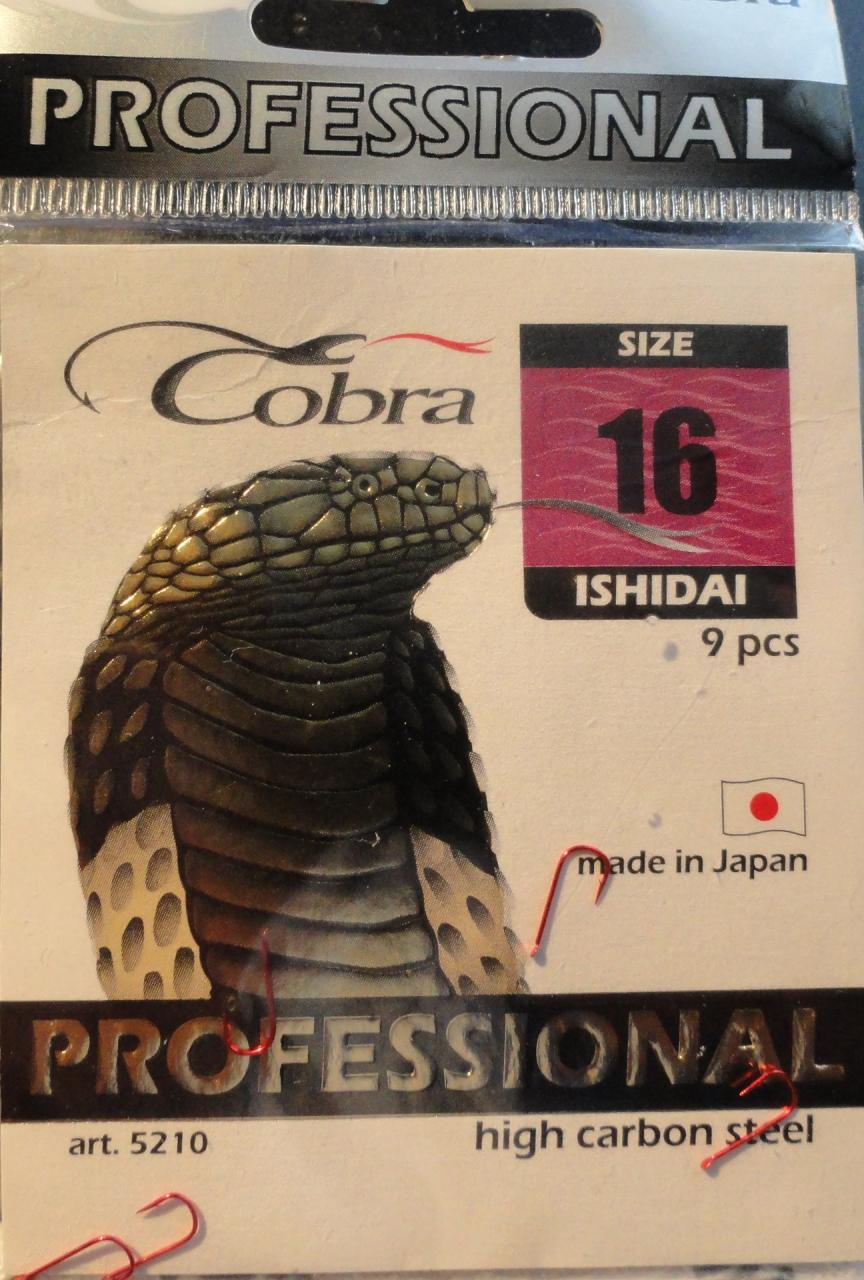 PROFESSIONAL
Cobra
SIZE
16
ISHIDAI
9 pcs
made in Japan
PROFESSIONAL
art. 5210
high carbon steel